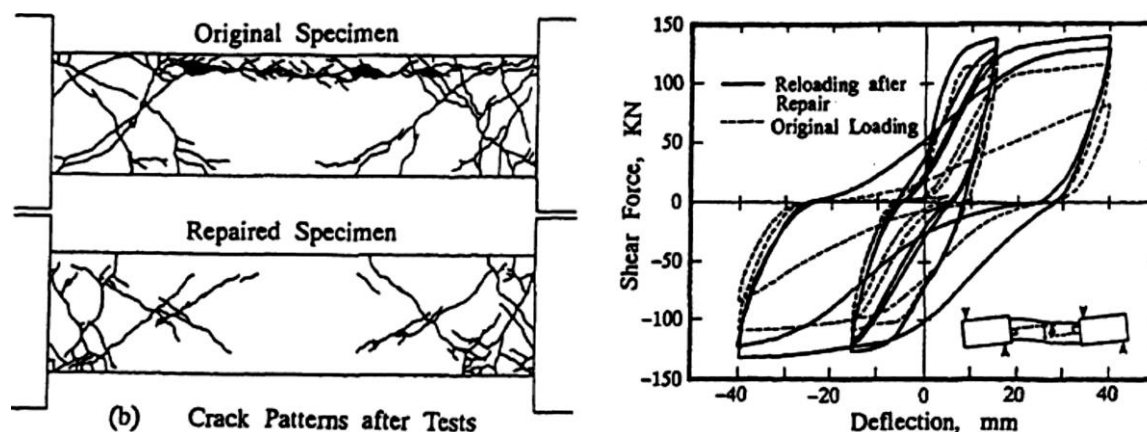 Original Specimen
Repaired Specimen
(b) Crack Patterns after Tests
Shear Force, KN
150
100
50
0
-50
-100
-150
Reloading after
Repair
Original Loading
-40
-20
0
20
40
Deflection, mm